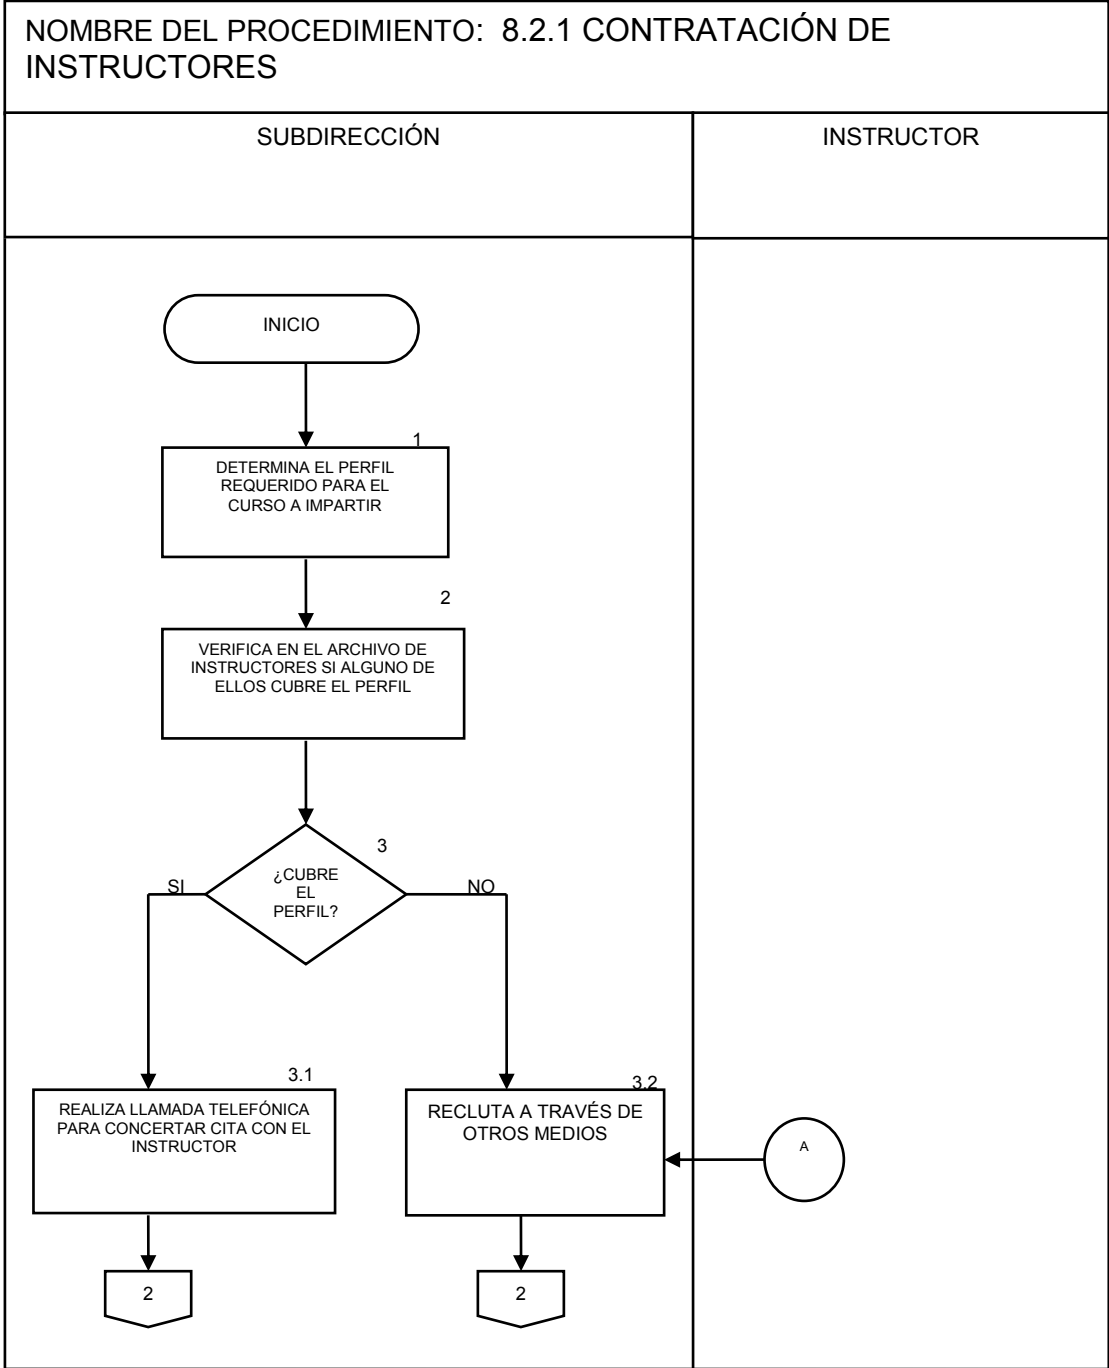 NOMBRE DEL PROCEDIMIENTO: 8.2.1 CONTRATACIÓN DE
INSTRUCTORES
SUBDIRECCIÓN
INSTRUCTOR
INICIO
1
DETERMINA EL PERFIL
REQUERIDO PARA EL
CURSO A IMPARTIR
2
VERIFICA EN EL ARCHIVO DE
INSTRUCTORES SI ALGUNO DE
ELLOS CUBRE EL PERFIL
3
¿CUBRE
EL
PERFIL?
SI
NO
3.1
REALIZA LLAMADA TELEFÓNICA
PARA CONCERTAR CITA CON EL
INSTRUCTOR
3.2
RECLUTA A TRAVÉS DE
OTROS MEDIOS
A
2
2